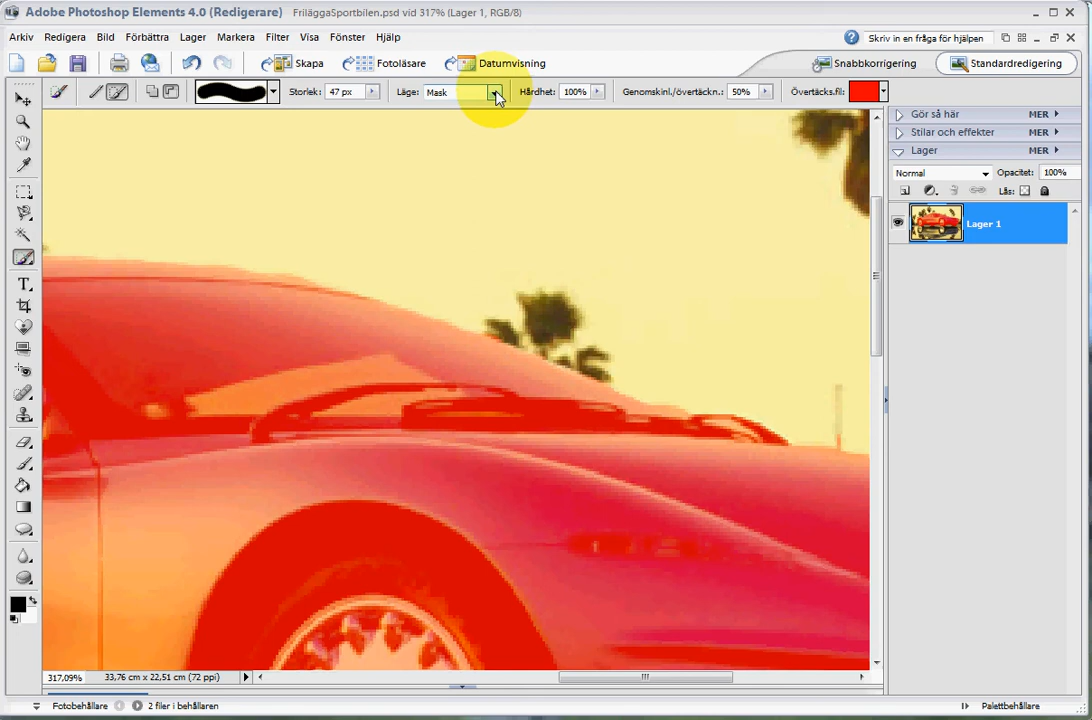 Adobe Photoshop Elements 4.0 (Redigerare) FriläggaSportbilen.psd vid 317% (Lager 1, RGB/8)
Arkiv Redigera Bild Förbättra Lager Markera Filter Visa Fönster Hjälp Skriv in en fråga för hjälpen
Skapa Fotoläsare Datumvisning Snabbkorrigering Standardredigering
Storlek: 47 px Läge: Mask Hårdhet: 100% Genomskinl./övertäckn.: 50% Övertäcks.fil:
Gör så här MER
Stilar och effekter MER
Lager MER
Normal Opacitet: 100%
Lås:
Lager 1
T
317,09% 33,76 cm x 22,51 cm (72 ppi)
Fotobehållare 2 filer i behållaren Palettbehållare